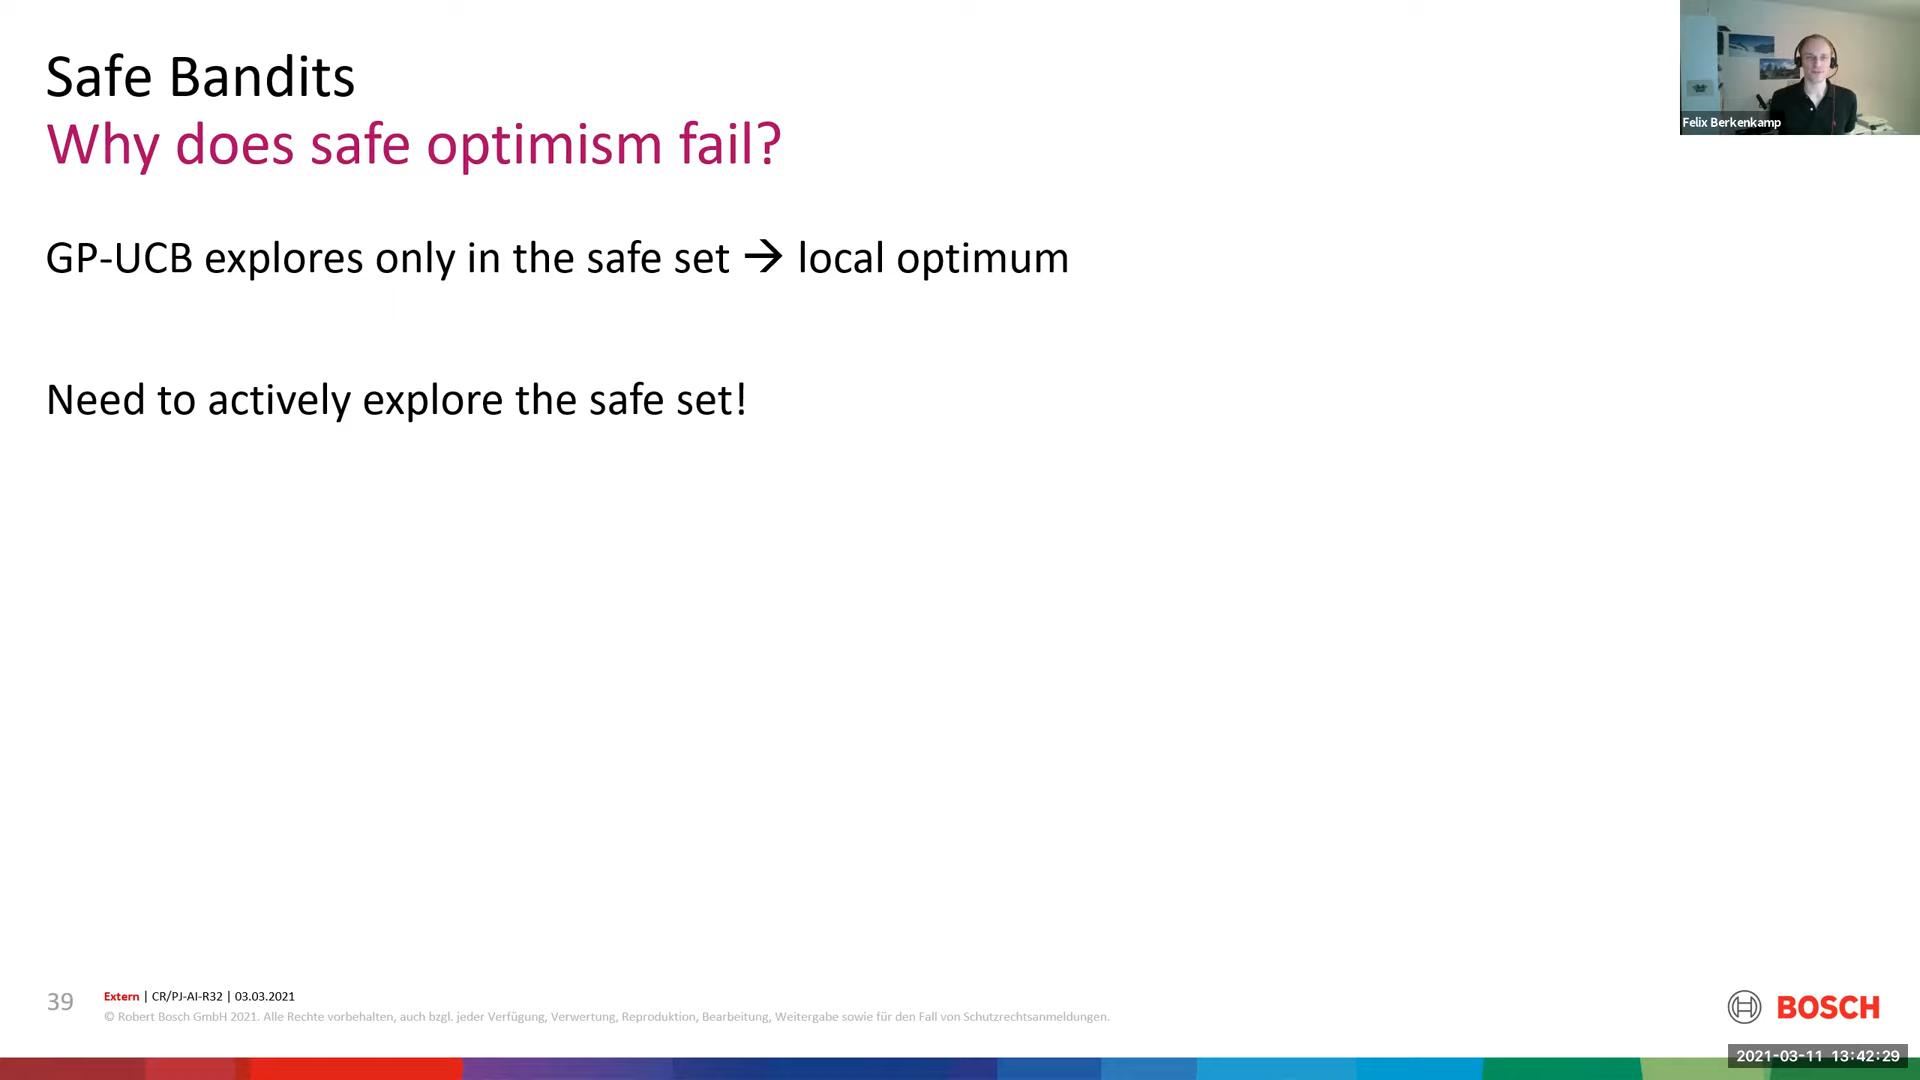 Safe Bandits
Why does safe optimism fail?
Felix Berkenkamp
GP-UCB explores only in the safe set → local optimum
Need to actively explore the safe set!
39
Extern | CR/PJ-AI-R32 | 03.03.2021
© Robert Bosch GmbH 2021. Alle Rechte vorbehalten, auch bzgl. jeder Verfügung, Verwertung, Reproduktion, Bearbeitung, Weitergabe sowie für den Fall von Schutzrechtsanmeldungen.
BOSCH
2021-03-11 13:42:29